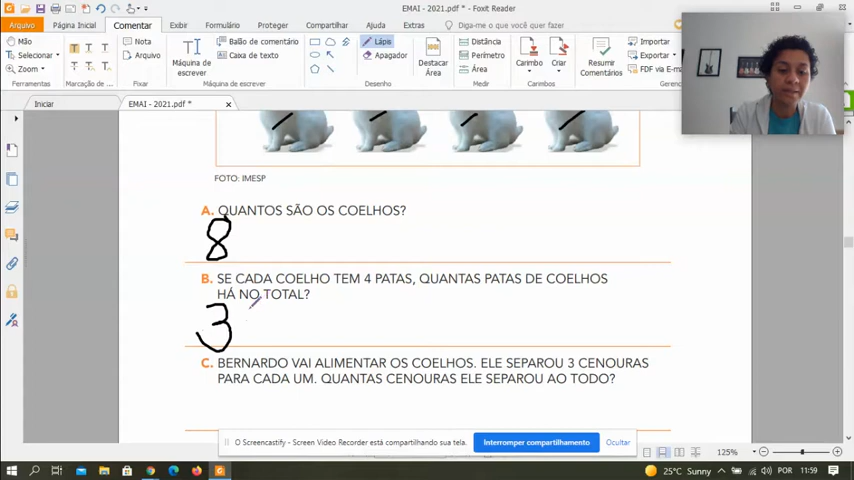 EMAI - 2021.pdf * - Foxit Reader
Arquivo Página Inicial Comentar Exibir Formulário Proteger Compartilhar Ajuda Extras Diga-me o que você quer fazer...
Mão
Selecionar
Zoom
Ferramentas
T T T
T T T
Marcação de ...
Nota
Arquivo
Fixar
Máquina de escrever
Balão de comentário
Caixa de texto
Máquina de escrever
Lápis
Apagador
Desenho
Destacar Área
Distância
Perímetro
Área
Medidas
Carimbo
Criar
Carimbos
Resumir Comentários
Importar
Exportar
FDF via E-m
Iniciar
EMAI - 2021.pdf *
FOTO: IMESP
A. QUANTOS SÃO OS COELHOS?
8
B. SE CADA COELHO TEM 4 PATAS, QUANTAS PATAS DE COELHOS
HÁ NO TOTAL?
3
C. BERNARDO VAI ALIMENTAR OS COELHOS. ELE SEPAROU 3 CENOURAS
PARA CADA UM. QUANTAS CENOURAS ELE SEPAROU AO TODO?
O Screencastify - Screen Video Recorder está compartilhando sua tela.
Interromper compartilhamento
Ocultar
125%
25°C Sunny
POR
11:59